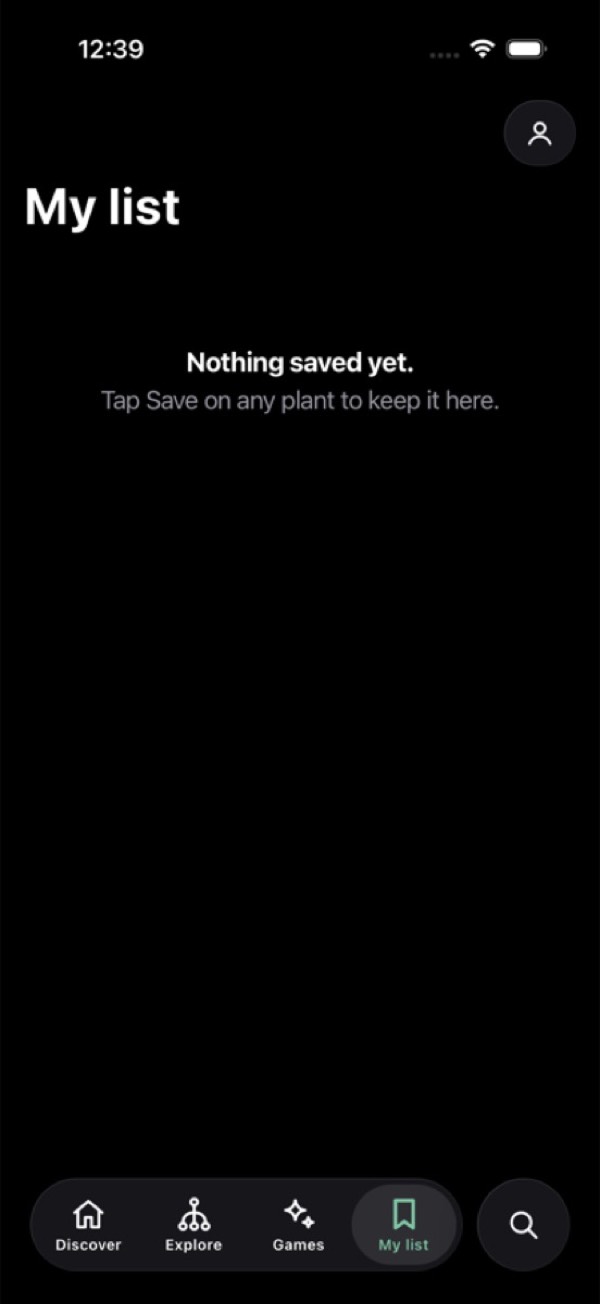 12:39
My list
Nothing saved yet.
Tap Save on any plant to keep it here.
Discover
Explore
Games
My list